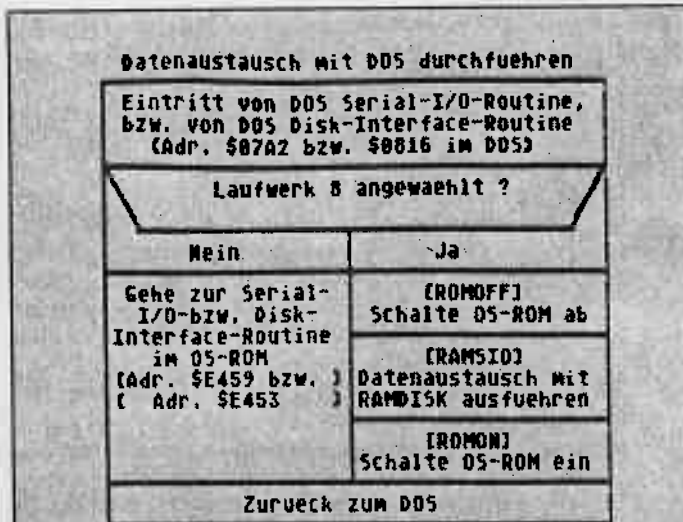 Datenaustausch mit DOS durchfuehren
Eintritt von DOS Serial-I/O-Routine,
bzw. von DOS Disk-Interface-Routine
(Adr. $07A2 bzw. $0816 im DOS)
Laufwerk 8 angewaehlt ?
Nein
Ja
Gehe zur Serial-
I/O-bzw. Disk-
Interface-Routine
im OS-ROM
(Adr. $E459 bzw. )
( Adr. $E453 )
[ROMOFF]
Schalte OS-ROM ab
[RAMSIO]
Datenaustausch mit
RAMDISK ausfuehren
[ROMON]
Schalte OS-ROM ein
Zurueck zum DOS